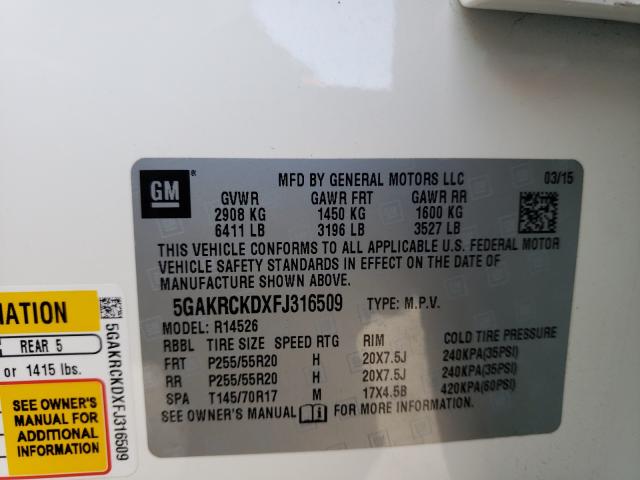 GM
MFD BY GENERAL MOTORS LLC 03/15
GVWR GAWR FRT GAWR RR
2908 KG 1450 KG 1600 KG
6411 LB 3196 LB 3527 LB
THIS VEHICLE CONFORMS TO ALL APPLICABLE U.S. FEDERAL MOTOR
VEHICLE SAFETY STANDARDS IN EFFECT ON THE DATE OF
MANUFACTURE SHOWN ABOVE.
5GAKRCKDXFJ316509 TYPE: M.P.V.
MODEL: R14526
RBBL TIRE SIZE SPEED RTG RIM COLD TIRE PRESSURE
FRT P255/55R20 H 20X7.5J 240KPA(35PSI)
RR P255/55R20 H 20X7.5J 240KPA(35PSI)
SPA T145/70R17 M 17X4.5B 420KPA(60PSI)
SEE OWNER'S MANUAL FOR MORE INFORMATION
REAR 5
or 1415 lbs.
SEE OWNER'S
MANUAL FOR
ADDITIONAL
INFORMATION
5GAKRCKDXFJ316509